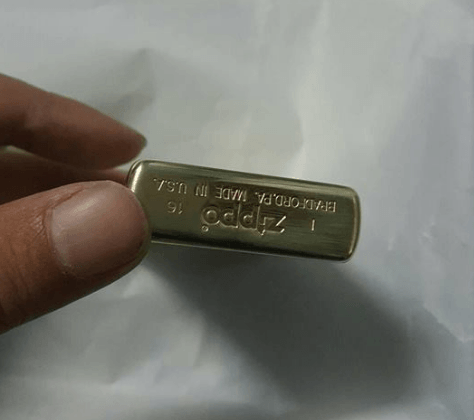 I Zippo® 16
BRADFORD,PA. MADE IN U.S.A.